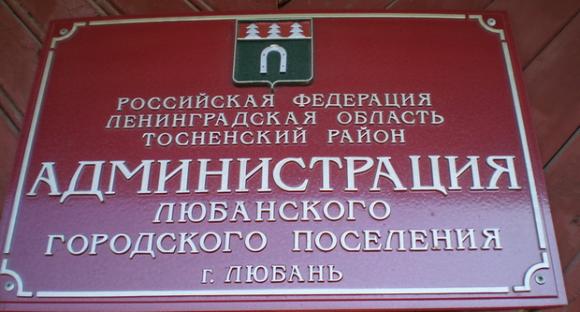 РОССИЙСКАЯ ФЕДЕРАЦИЯ
ЛЕНИНГРАДСКАЯ ОБЛАСТЬ
ТОСНЕНСКИЙ РАЙОН
АДМИНИСТРАЦИЯ
ЛЮБАНСКОГО
ГОРОДСКОГО ПОСЕЛЕНИЯ
г. ЛЮБАНЬ